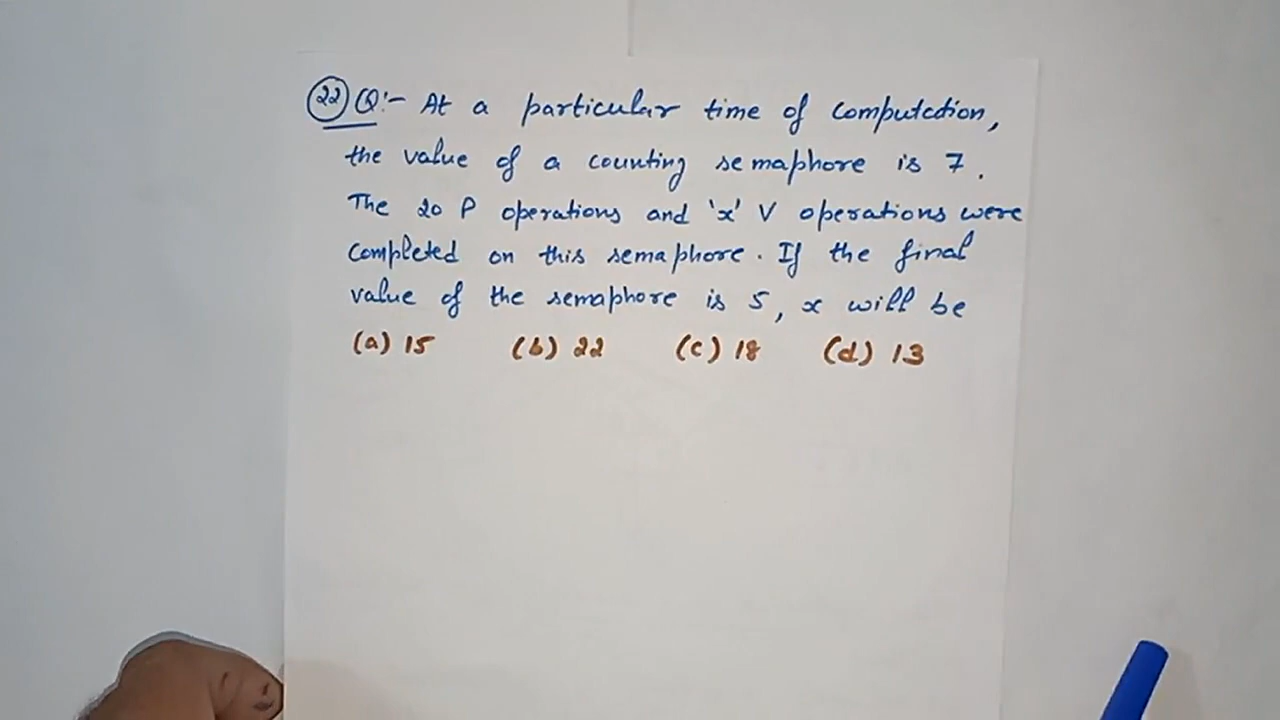 22 Q:- At a particular time of computation,
the value of a counting semaphore is 7.
The 20 P operations and 'x' V operations were
completed on this semaphore. If the final
value of the semaphore is 5, x will be
(a) 15 (b) 22 (c) 18 (d) 13